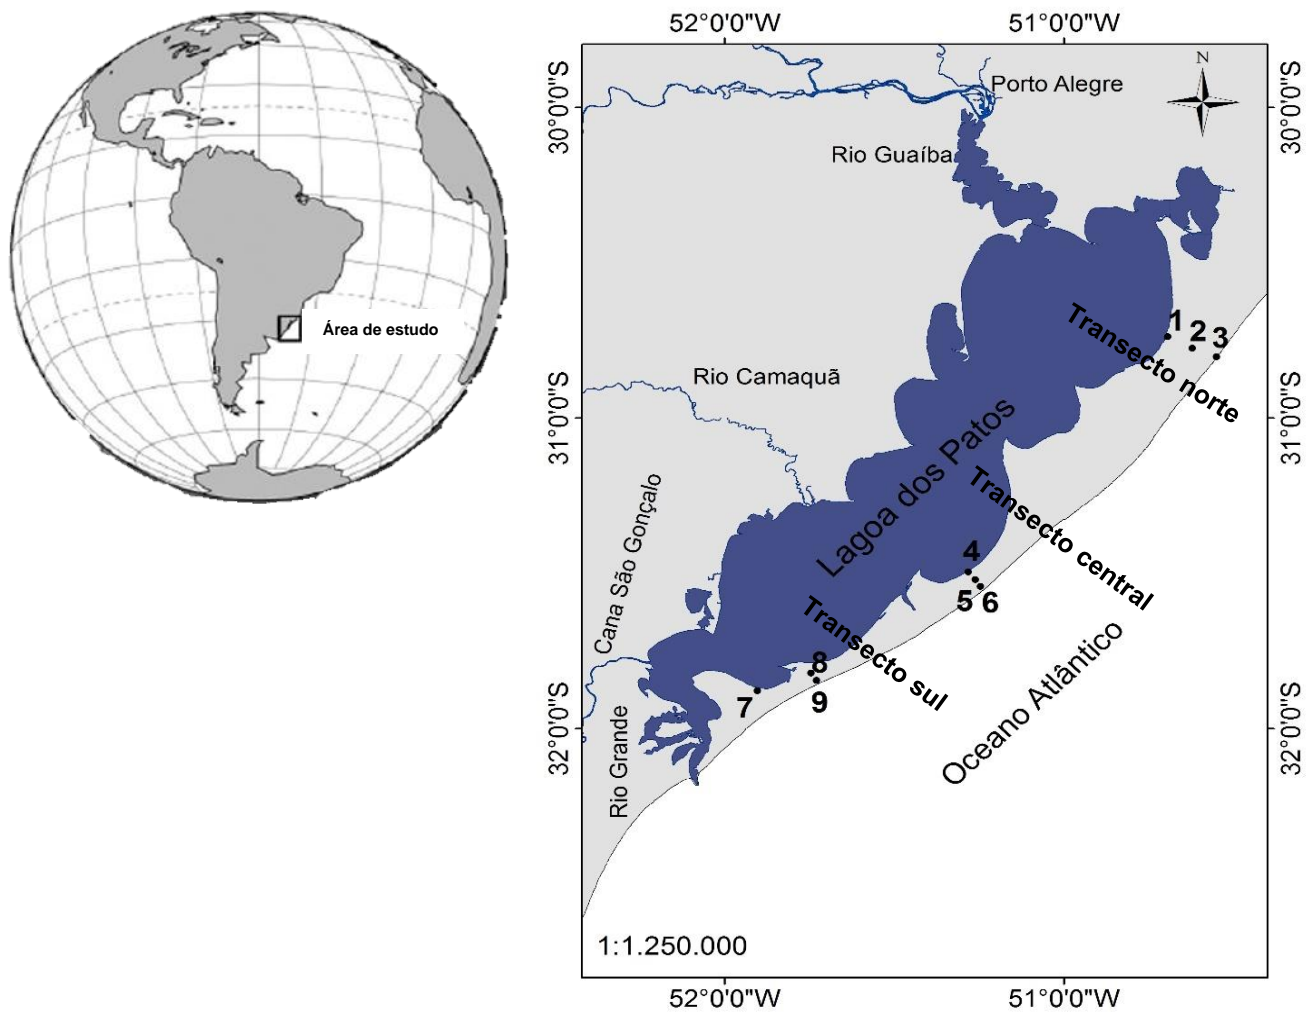 Área de estudo
52°0'0"W
51°0'0"W
30°0'0"S
30°0'0"S
N
Porto Alegre
Rio Guaíba
1
2
3
Transecto norte
Rio Camaquã
31°0'0"S
31°0'0"S
Lagoa dos Patos
Transecto central
Cana São Gonçalo
4
5
6
Transecto sul
8
7
9
Oceano Atlântico
32°0'0"S
32°0'0"S
Rio Grande
1:1.250.000
52°0'0"W
51°0'0"W